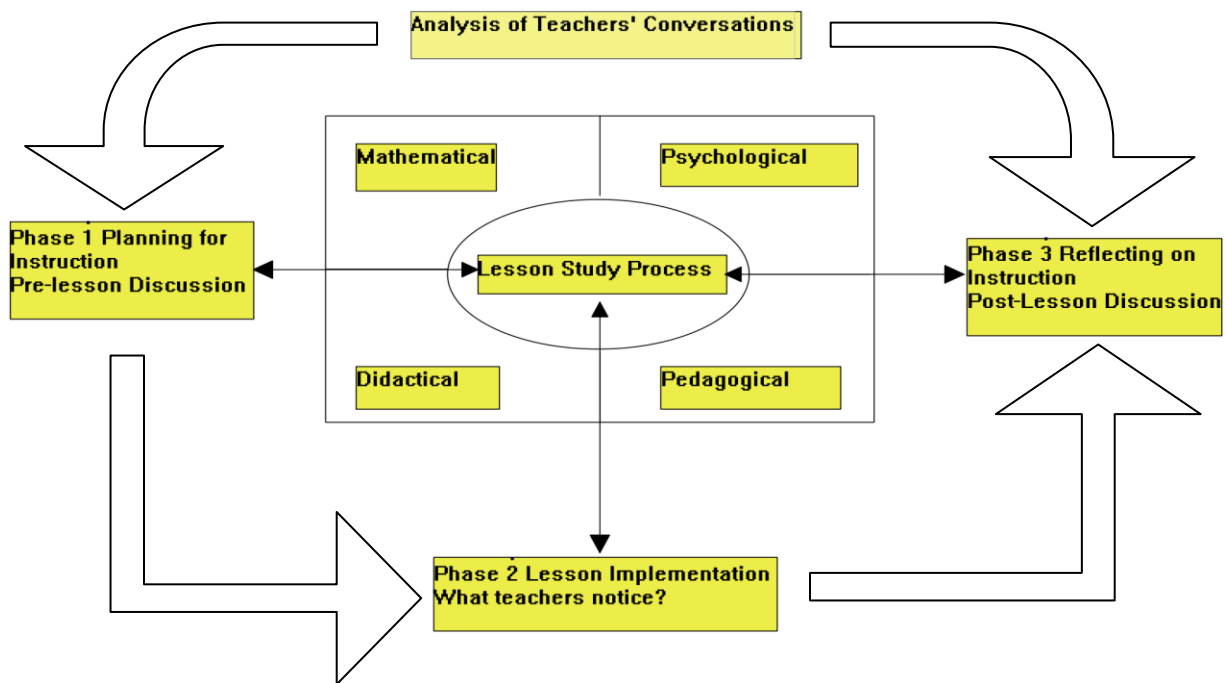 Analysis of Teachers' Conversations
Mathematical
Psychological
Phase 1 Planning for
Instruction
Pre-lesson Discussion
Lesson Study Process
Phase 3 Reflecting on
Instruction
Post-Lesson Discussion
Didactical
Pedagogical
Phase 2 Lesson Implementation
What teachers notice?